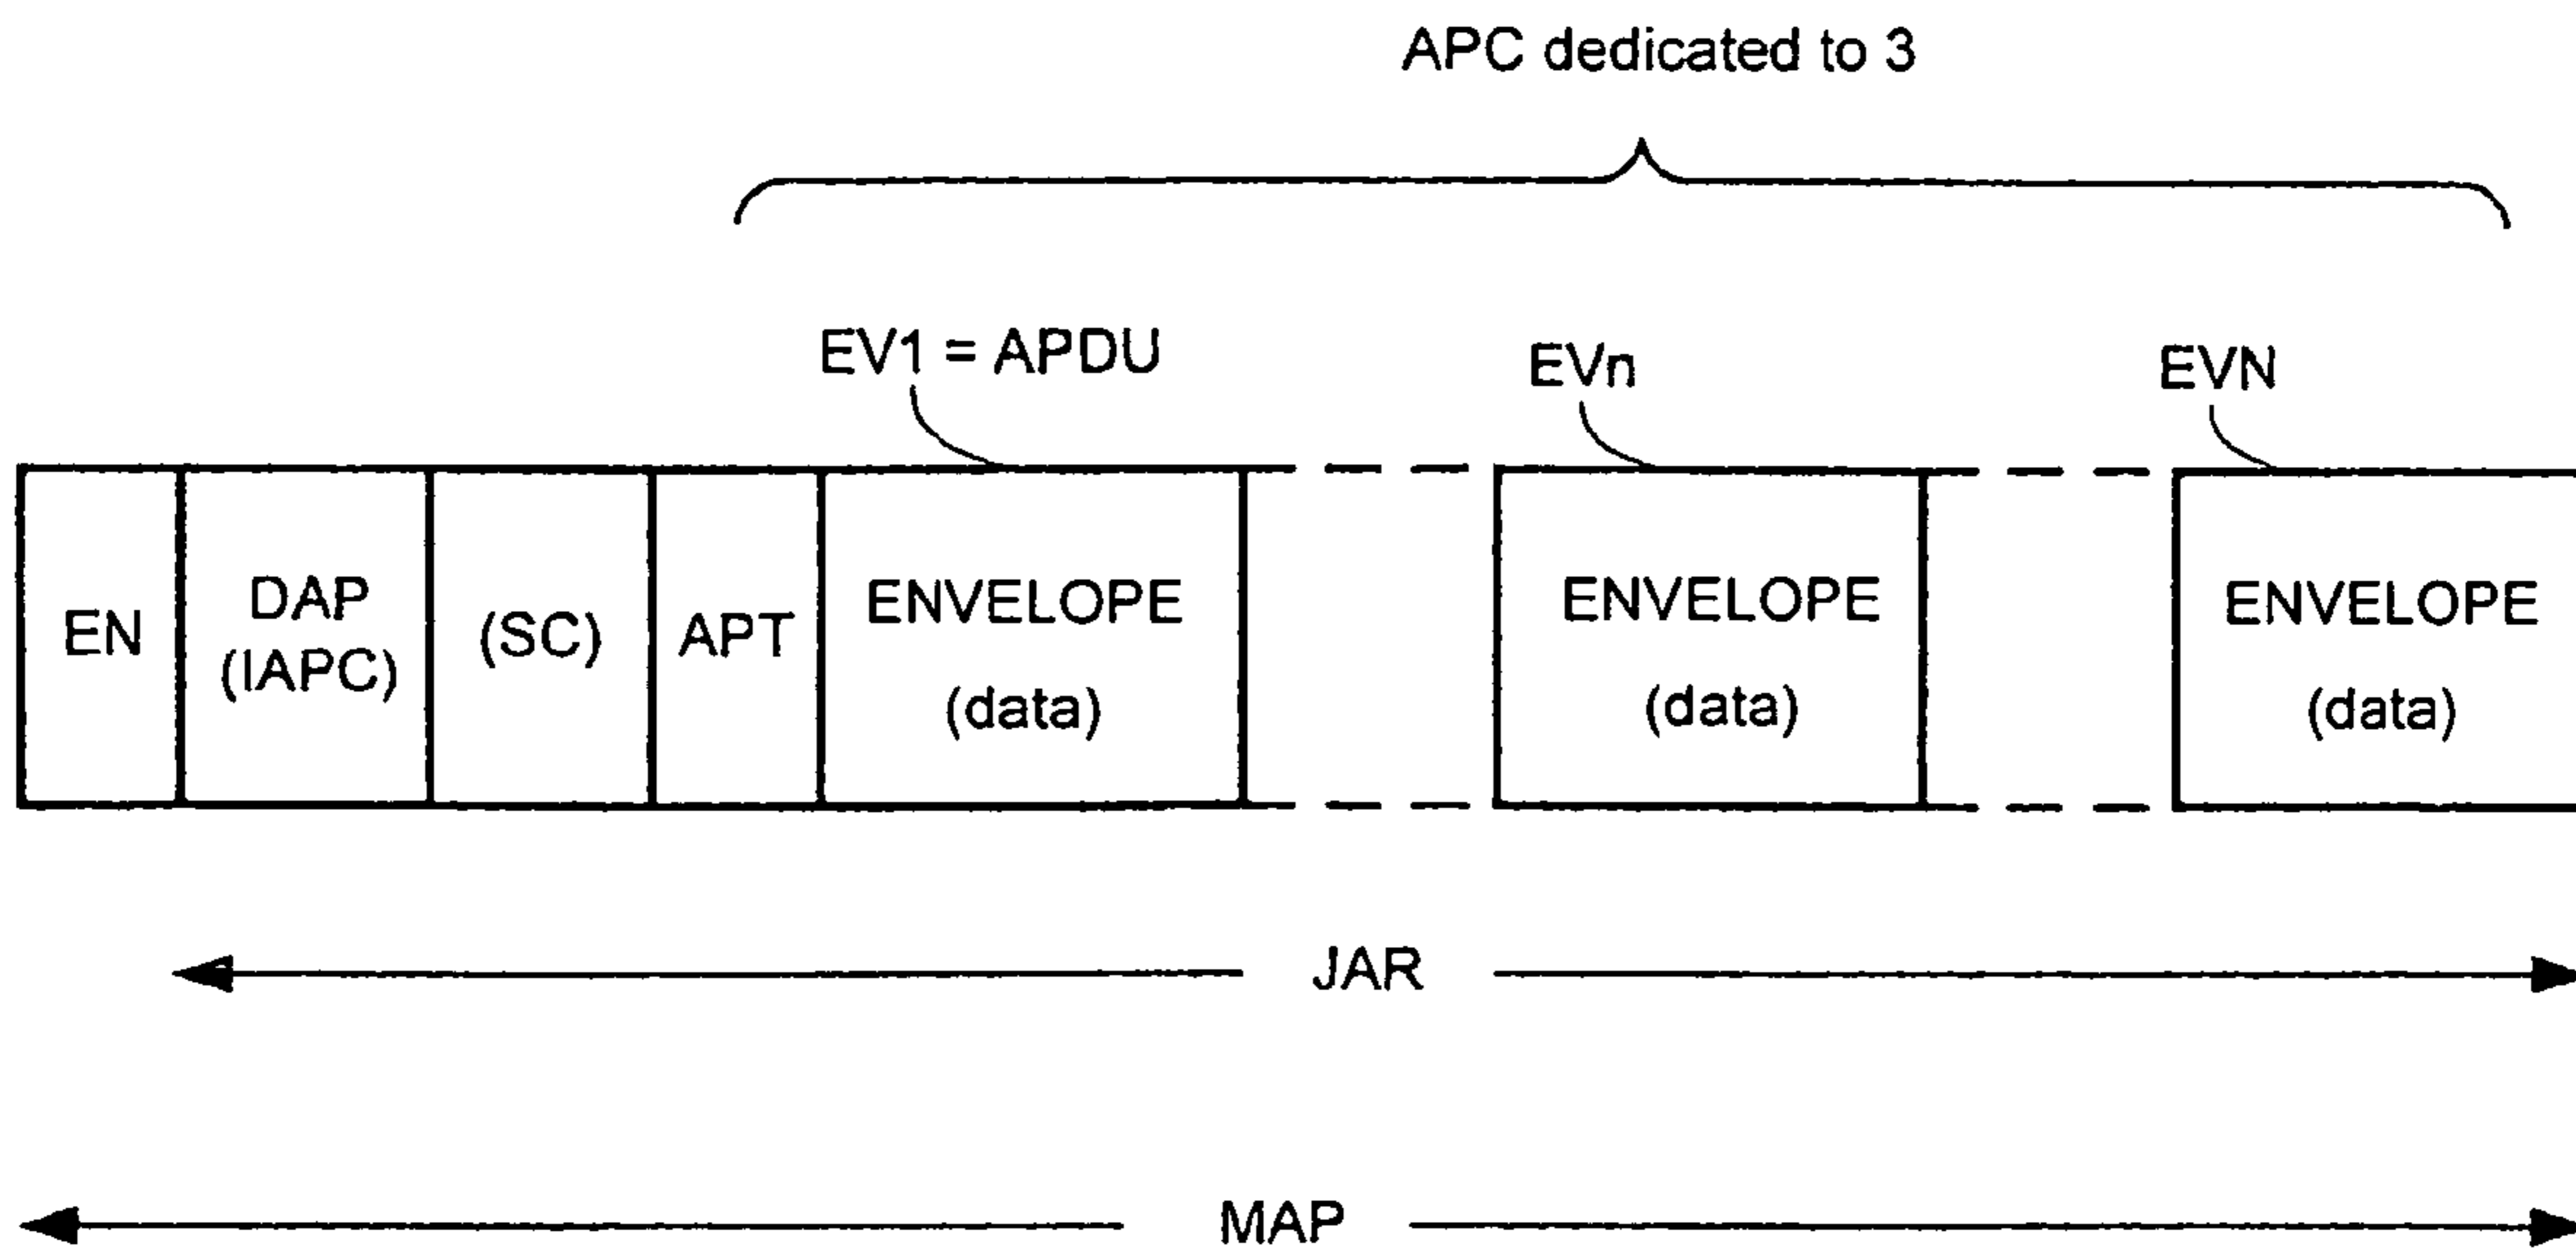 APC dedicated to 3
EV1 = APDU
EVn
EVN
EN
DAP
(IAPC)
(SC)
APT
ENVELOPE
(data)
ENVELOPE
(data)
ENVELOPE
(data)
JAR
MAP